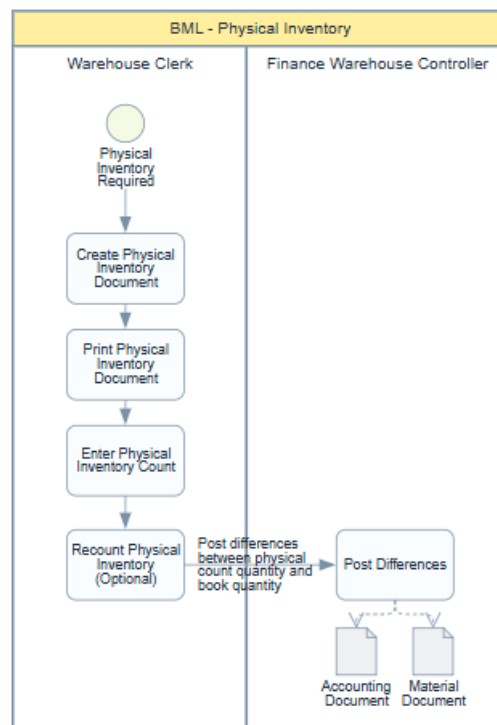 BML - Physical Inventory
Warehouse Clerk
Finance Warehouse Controller
Physical
Inventory
Required
Create Physical
Inventory
Document
Print Physical
Inventory
Document
Enter Physical
Inventory Count
Recount Physical
Inventory
(Optional)
Post differences
between physical
count quantity and
book quantity
Post Differences
Accounting
Document
Material
Document